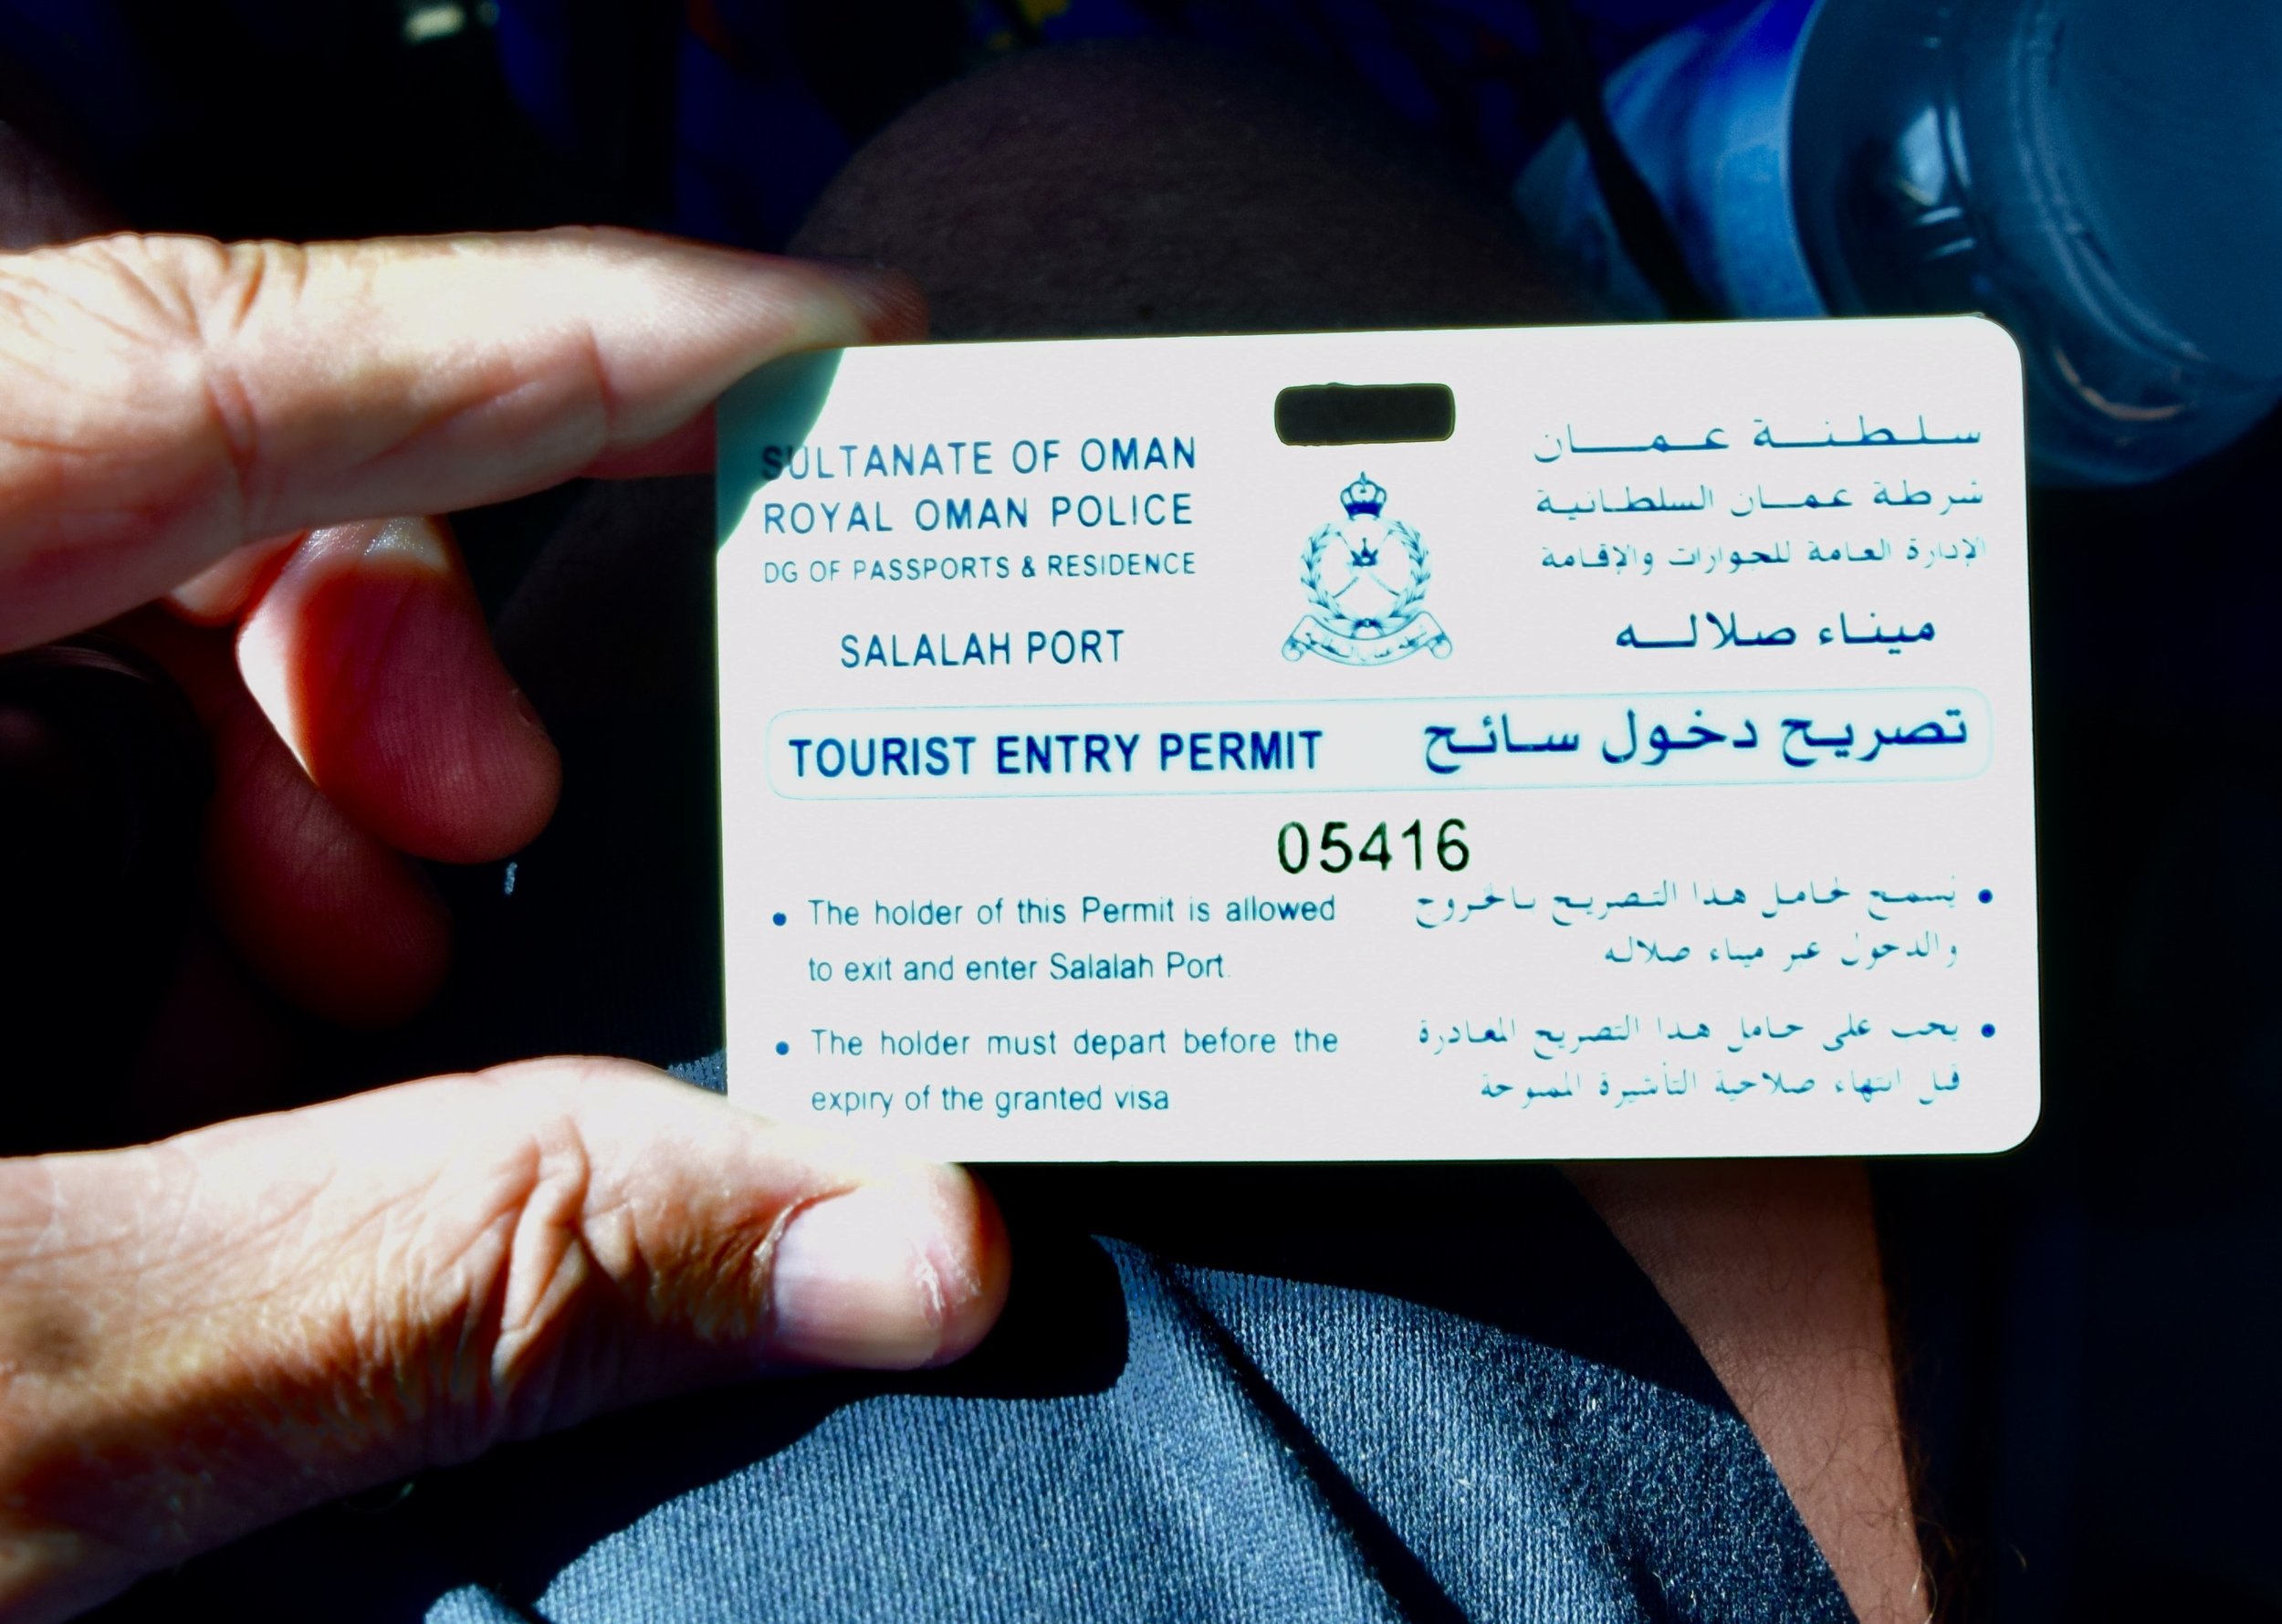 SULTANATE OF OMAN
ROYAL OMAN POLICE
DG OF PASSPORTS & RESIDENCE
SALALAH PORT
سلطنة عمان
شرطة عمان السلطانية
الإدارة العامة للجوازات والإقامة
ميناء صلاله
TOURIST ENTRY PERMIT
تصريح دخول سائح
05416
• The holder of this Permit is allowed
to exit and enter Salalah Port.
• The holder must depart before the
expiry of the granted visa
• يسمح لحامل هذا التصريح بالخروج
والدخول عبر ميناء صلاله
• يجب على حامل هذا التصريح المغادرة
قبل انتهاء صلاحية التأشيرة الممنوحة